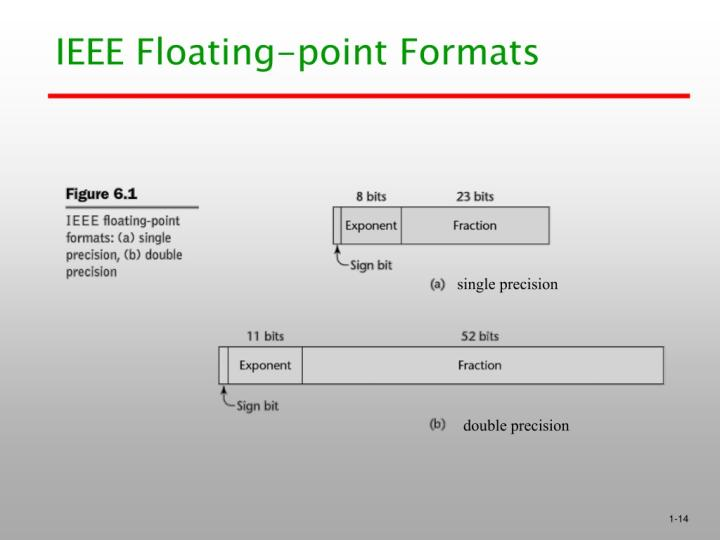 IEEE Floating-point Formats
Figure 6.1
IEEE floating-point
formats: (a) single
precision, (b) double
precision
8 bits 23 bits
Exponent Fraction
Sign bit
(a) single precision
11 bits 52 bits
Exponent Fraction
Sign bit
(b) double precision
1-14